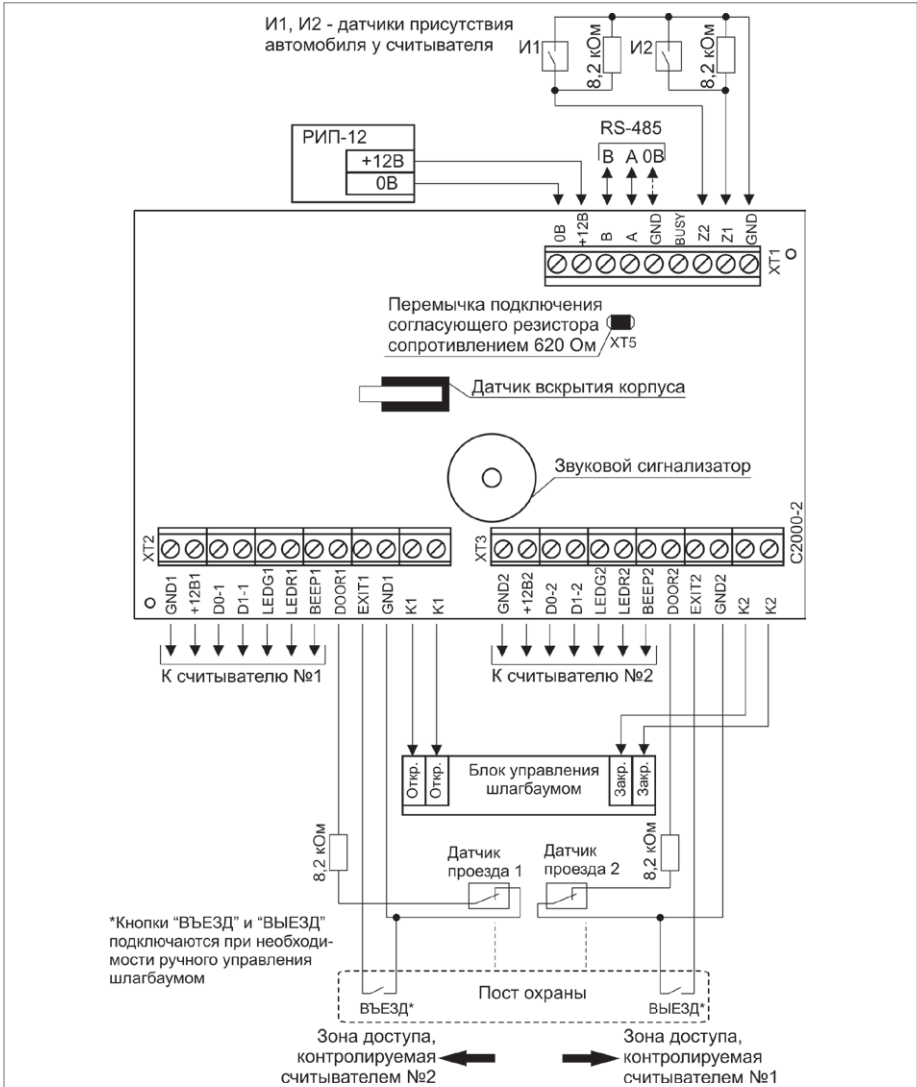 И1, И2 - датчики присутствия
автомобиля у считывателя
И1
8,2 кОм
И2
8,2 кОм
РИП-12
+12В
0В
RS-485
B A 0В
0В
+12В
B
A
GND
BUSY
Z2
Z1
GND
XT1
Перемычка подключения
согласующего резистора
сопротивлением 620 Ом
XT5
Датчик вскрытия корпуса
Звуковой сигнализатор
XT2
XT3
С2000-2
GND1
+12В1
D0-1
D1-1
LEDG1
LEDR1
BEEP1
DOOR1
EXIT1
GND1
K1
K1
GND2
+12В2
D0-2
D1-2
LEDG2
LEDR2
BEEP2
DOOR2
EXIT2
GND2
K2
K2
К считывателю №1
К считывателю №2
Откр.
Откр.
Блок управления
шлагбаумом
Закр.
Закр.
8,2 кОм
Датчик
проезда 1
Датчик
проезда 2
8,2 кОм
*Кнопки “ВЪЕЗД” и “ВЫЕЗД”
подключаются при необходи-
мости ручного управления
шлагбаумом
ВЪЕЗД*
Пост охраны
ВЫЕЗД*
Зона доступа,
контролируемая
считывателем №2
Зона доступа,
контролируемая
считывателем №1